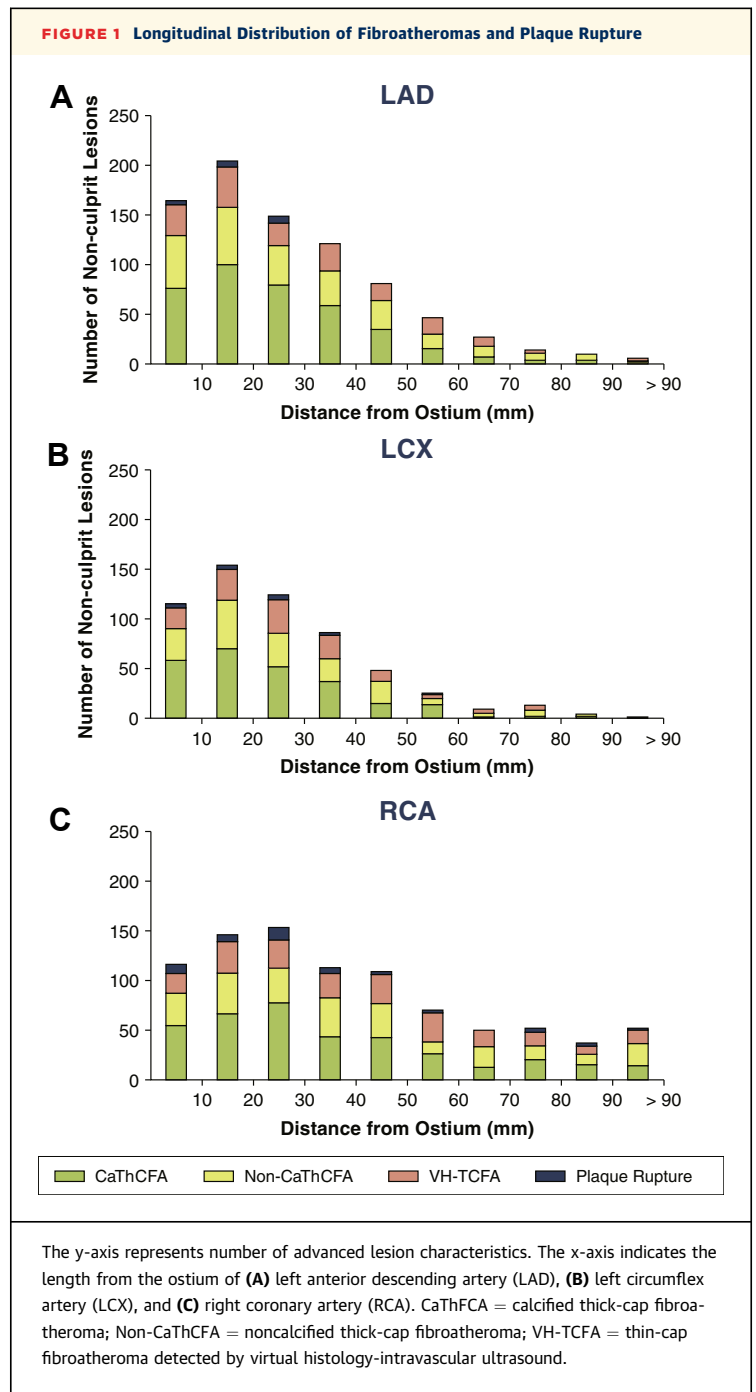 FIGURE 1 Longitudinal Distribution of Fibroatheromas and Plaque Rupture
A
LAD
Number of Non-culprit Lesions
250
200
150
100
50
0
10 20 30 40 50 60 70 80 90 > 90
Distance from Ostium (mm)
B
LCX
Number of Non-culprit Lesions
250
200
150
100
50
0
10 20 30 40 50 60 70 80 90 > 90
Distance from Ostium (mm)
C
RCA
250
200
150
100
50
0
10 20 30 40 50 60 70 80 90 > 90
Distance from Ostium (mm)
CaThCFA Non-CaThCFA VH-TCFA Plaque Rupture
The y-axis represents number of advanced lesion characteristics. The x-axis indicates the
length from the ostium of (A) left anterior descending artery (LAD), (B) left circumflex
artery (LCX), and (C) right coronary artery (RCA). CaThFCA = calcified thick-cap fibroa-
theroma; Non-CaThCFA = noncalcified thick-cap fibroatheroma; VH-TCFA = thin-cap
fibroatheroma detected by virtual histology-intravascular ultrasound.